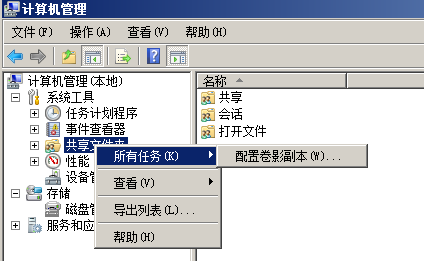 计算机管理
文件(F) 操作(A) 查看(V) 帮助(H)
计算机管理(本地)
系统工具
任务计划程序
事件查看器
共享文件夹
性能
设备管
存储
磁盘管
服务和应
名称
共享
会话
打开文件
所有任务(K)
配置卷影副本(W)...
查看(V)
导出列表(L)...
帮助(H)